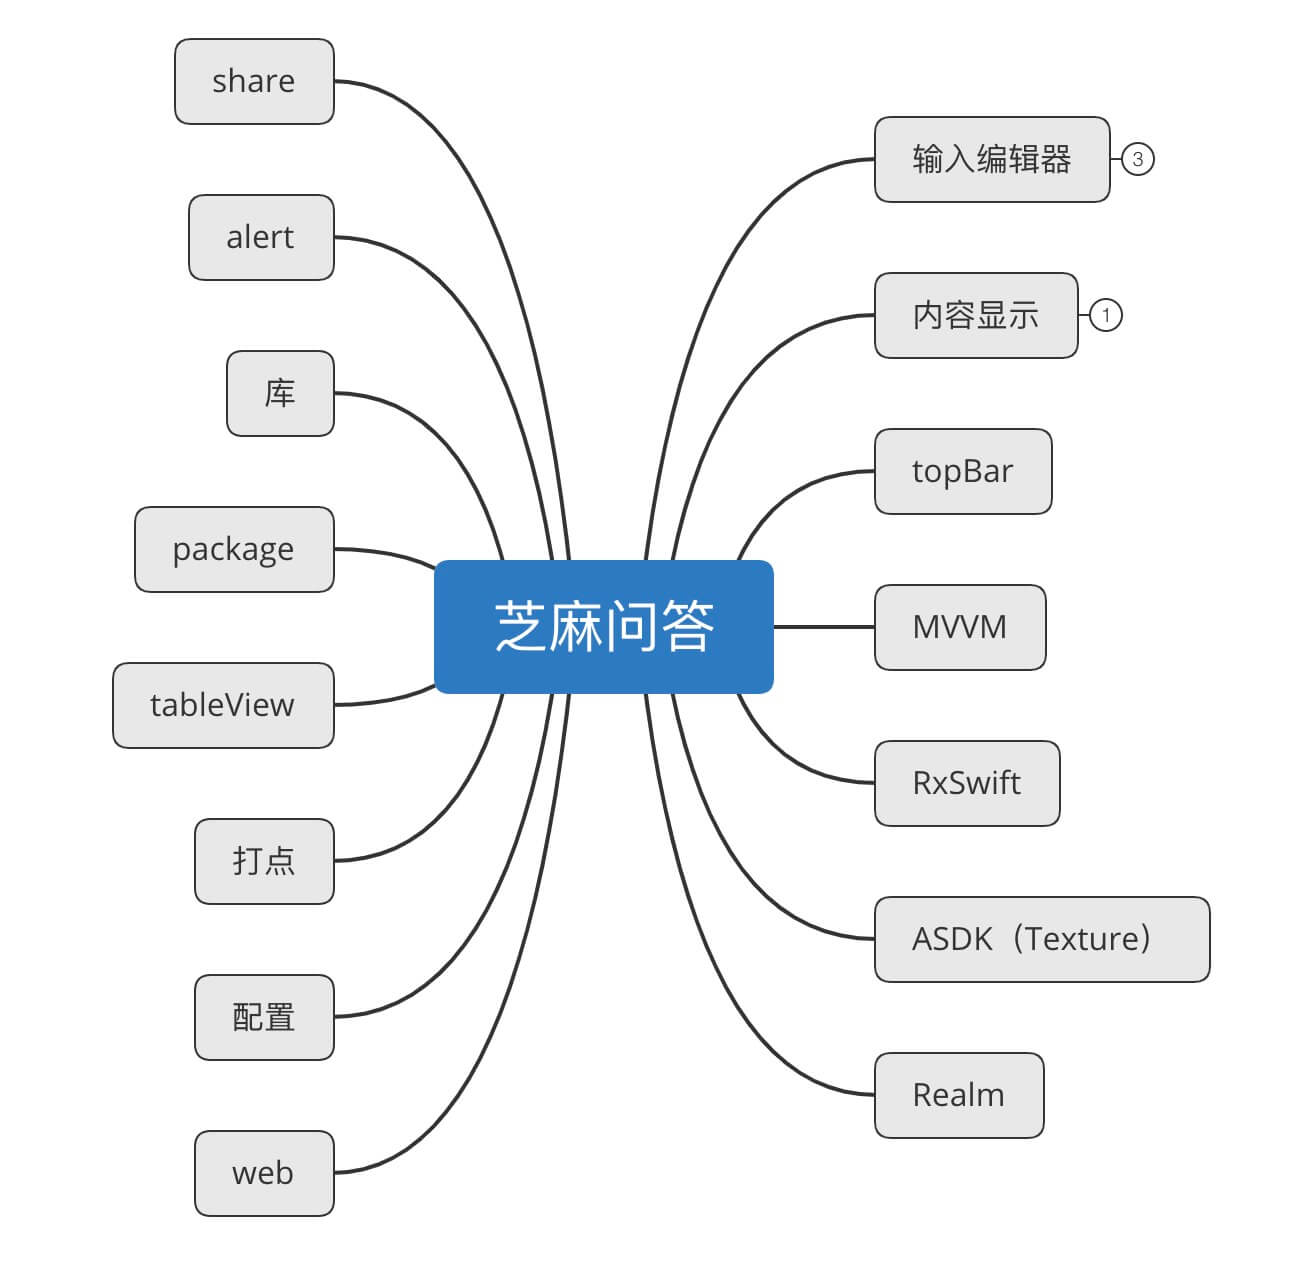 芝麻问答
输入编辑器
3
内容显示
1
topBar
MVVM
RxSwift
ASDK（Texture）
Realm
share
alert
库
package
tableView
打点
配置
web